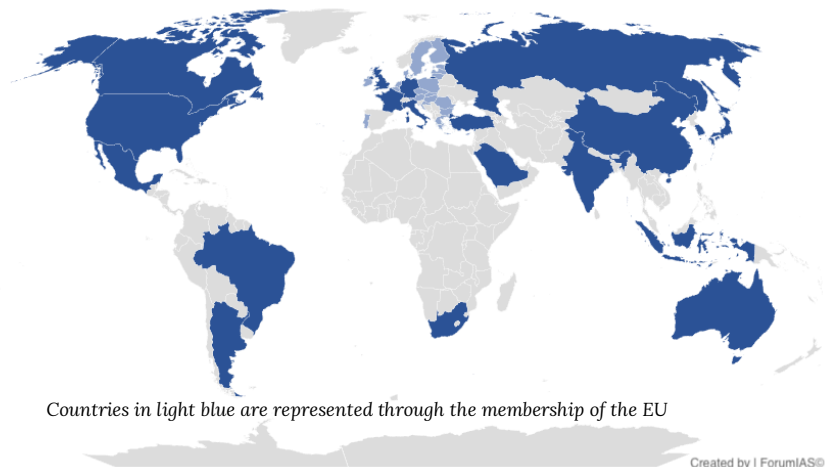 Countries in light blue are represented through the membership of the EU
Created by | ForumIAS©